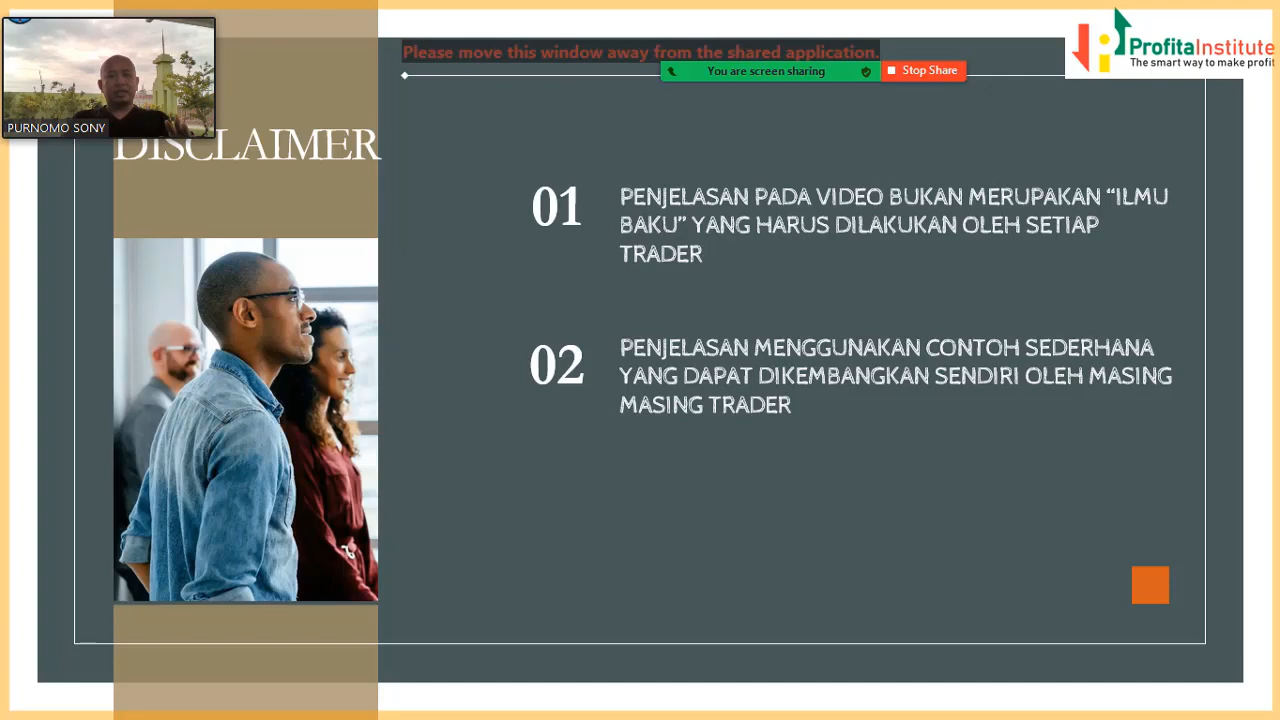 Please move this window away from the shared application.
You are screen sharing
Stop Share
ProfitaInstitute
The smart way to make profit
PURNOMO SONY
DISCLAIMER
01
PENJELASAN PADA VIDEO BUKAN MERUPAKAN “ILMU
BAKU” YANG HARUS DILAKUKAN OLEH SETIAP
TRADER
02
PENJELASAN MENGGUNAKAN CONTOH SEDERHANA
YANG DAPAT DIKEMBANGKAN SENDIRI OLEH MASING
MASING TRADER